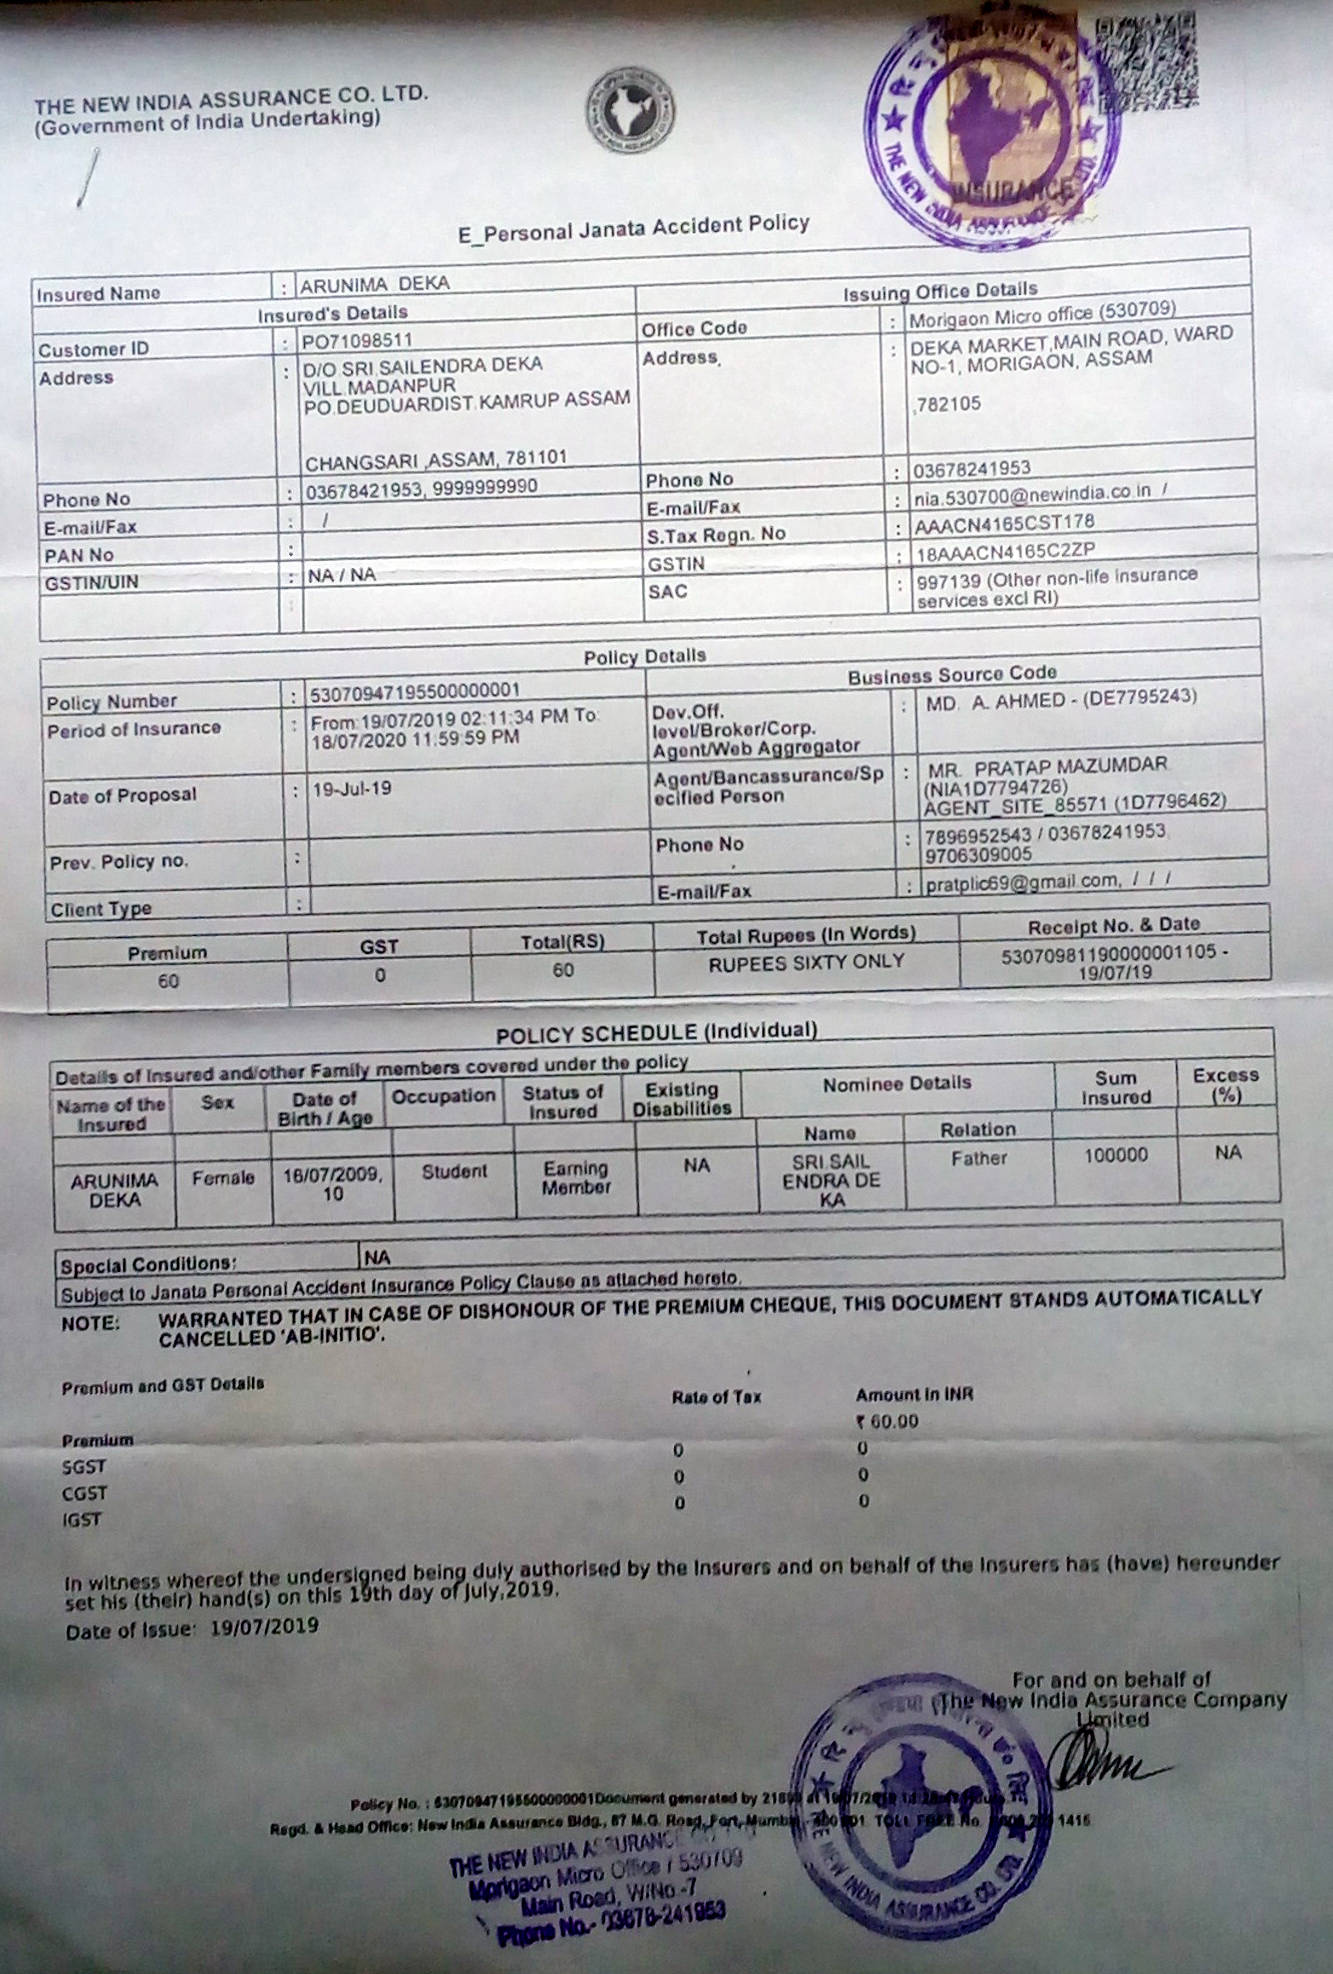 THE NEW INDIA ASSURANCE CO. LTD.
(Government of India Undertaking)
THE NEW INDIA ASSURANCE CO. LTD.
INSURANCE
E_Personal Janata Accident Policy
Insured Name : ARUNIMA DEKA
Insured's Details Issuing Office Details
Customer ID : PO71098511 Office Code : Morigaon Micro office (530709)
Address : D/O SRI.SAILENDRA DEKA Address, : DEKA MARKET,MAIN ROAD, WARD
VILL.MADANPUR NO-1, MORIGAON, ASSAM
PO.DEUDUARDIST.KAMRUP ASSAM ,782105
CHANGSARI ,ASSAM, 781101
Phone No : 03678421953, 9999999990 Phone No : 03678241953
E-mail/Fax : / E-mail/Fax : nia.530700@newindia.co.in /
PAN No : S.Tax Regn. No : AAACN4165CST178
GSTIN/UIN : NA / NA GSTIN : 18AAACN4165C2ZP
: SAC : 997139 (Other non-life insurance
services excl RI)
Policy Details
Policy Number : 53070947195500000001 Business Source Code
Period of Insurance : From:19/07/2019 02:11:34 PM To: Dev.Off. : MD. A. AHMED - (DE7795243)
18/07/2020 11:59:59 PM level/Broker/Corp.
Agent/Web Aggregator
Date of Proposal : 19-Jul-19 Agent/Bancassurance/Sp : MR. PRATAP MAZUMDAR
ecified Person (NIA1D7794726)
AGENT_SITE_85571 (1D7796462)
Prev. Policy no. : Phone No : 7896952543 / 03678241953,
9706309005
Client Type : E-mail/Fax : pratplic69@gmail.com, / / /
Premium GST Total(RS) Total Rupees (In Words) Receipt No. & Date
60 0 60 RUPEES SIXTY ONLY 53070981190000001105 -
19/07/19
POLICY SCHEDULE (Individual)
Details of Insured and/other Family members covered under the policy
Name of the Insured Sex Date of Birth / Age Occupation Status of Insured Existing Disabilities Nominee Details Sum Insured Excess (%)
Name Relation
ARUNIMA Female 16/07/2009, Student Earning NA SRI.SAIL Father 100000 NA
DEKA 10 Member ENDRA DE
KA
Special Conditions: NA
Subject to Janata Personal Accident Insurance Policy Clause as attached hereto.
NOTE: WARRANTED THAT IN CASE OF DISHONOUR OF THE PREMIUM CHEQUE, THIS DOCUMENT STANDS AUTOMATICALLY
CANCELLED 'AB-INITIO'.
Premium and GST Details
Rate of Tax Amount in INR
Premium ₹ 60.00
SGST 0 0
CGST 0 0
IGST 0 0
In witness whereof the undersigned being duly authorised by the Insurers and on behalf of the Insurers has (have) hereunder
set his (their) hand(s) on this 19th day of July,2019.
Date of Issue: 19/07/2019
For and on behalf of
The New India Assurance Company
Limited
Policy No. : 53070947195500000001Document generated by
Regd. & Head Office: New India Assurance Bldg., 87 M.G. Road, Fort, Mumbai - 400 001. TOLL FREE No. 1415
THE NEW INDIA ASSURANCE CO. LTD.
THE NEW INDIA ASSURANCE
Morigaon Micro Office / 530709
Main Road, W/No.-7
Phone No.- 03678-241953